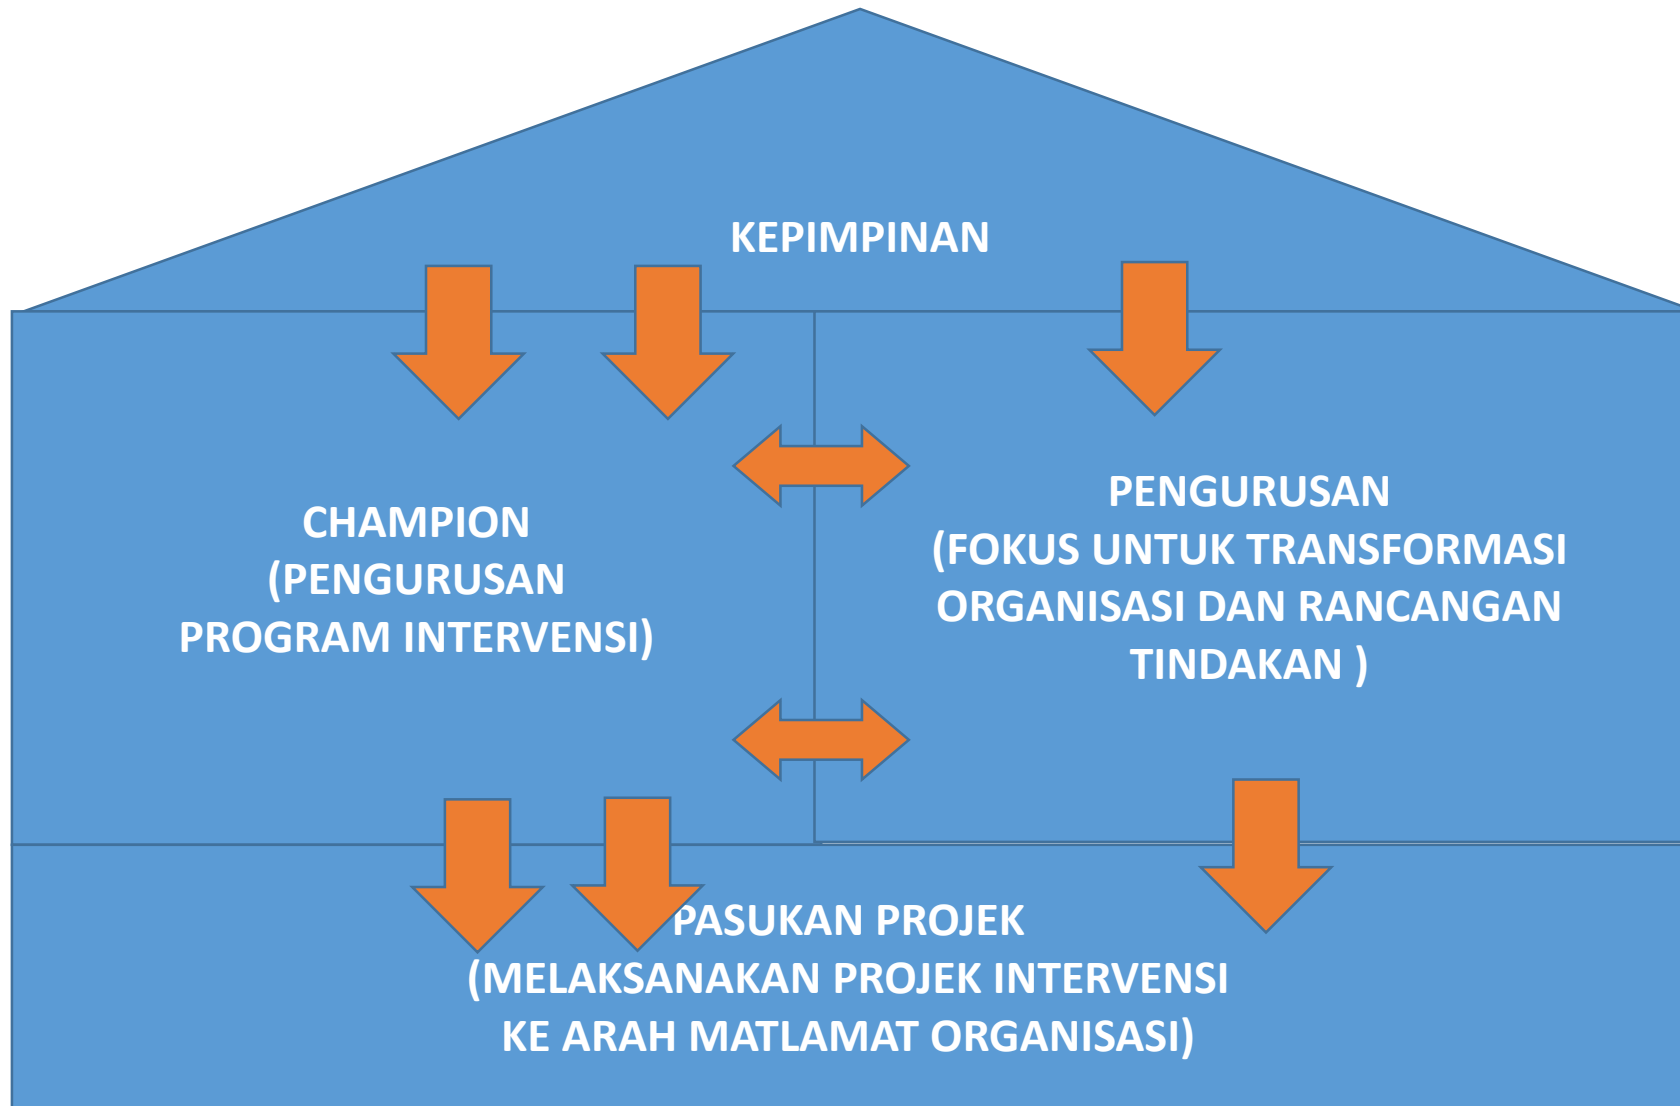 KEPIMPINAN
CHAMPION
(PENGURUSAN
PROGRAM INTERVENSI)
PENGURUSAN
(FOKUS UNTUK TRANSFORMASI
ORGANISASI DAN RANCANGAN
TINDAKAN )
PASUKAN PROJEK
(MELAKSANAKAN PROJEK INTERVENSI
KE ARAH MATLAMAT ORGANISASI)